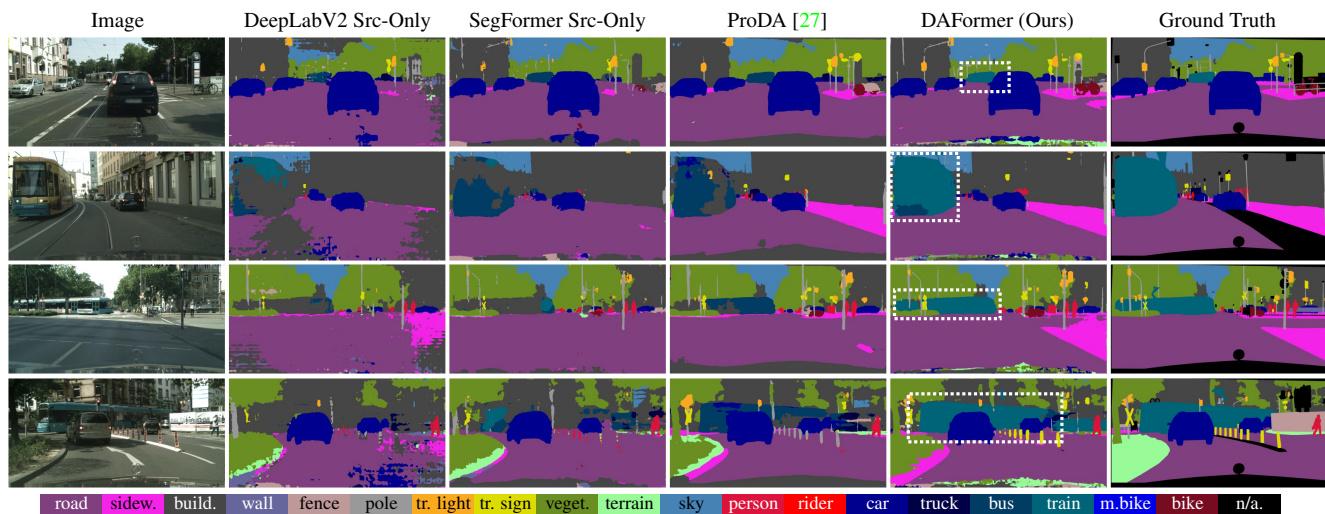 Image DeepLabV2 Src-Only SegFormer Src-Only ProDA [27] DAFormer (Ours) Ground Truth
road sidew. build. wall fence pole tr. light tr. sign veget. terrain sky person rider car truck bus train m.bike bike n/a.